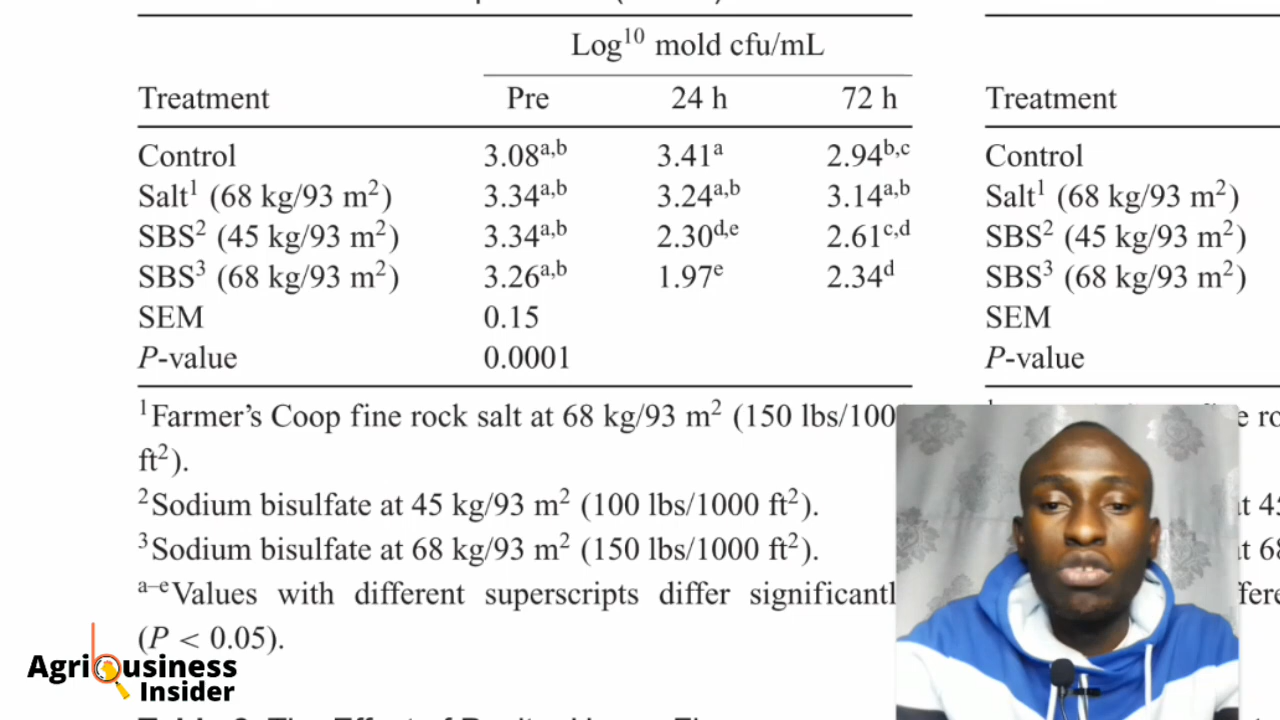 Log¹⁰ mold cfu/mL
Treatment Pre 24 h 72 h
Control 3.08ᵃ,ᵇ 3.41ᵃ 2.94ᵇ,ᶜ
Salt¹ (68 kg/93 m²) 3.34ᵃ,ᵇ 3.24ᵃ,ᵇ 3.14ᵃ,ᵇ
SBS² (45 kg/93 m²) 3.34ᵃ,ᵇ 2.30ᵈ,ᵉ 2.61ᶜ,ᵈ
SBS³ (68 kg/93 m²) 3.26ᵃ,ᵇ 1.97ᵉ 2.34ᵈ
SEM 0.15
P-value 0.0001
¹Farmer’s Coop fine rock salt at 68 kg/93 m² (150 lbs/100
ft²).
²Sodium bisulfate at 45 kg/93 m² (100 lbs/1000 ft²).
³Sodium bisulfate at 68 kg/93 m² (150 lbs/1000 ft²).
ᵃ–ᵉValues with different superscripts differ significantl
(P < 0.05).
Treatment
Control
Salt¹ (68 kg/93 m²)
SBS² (45 kg/93 m²)
SBS³ (68 kg/93 m²)
SEM
P-value
Agribusiness
Insider